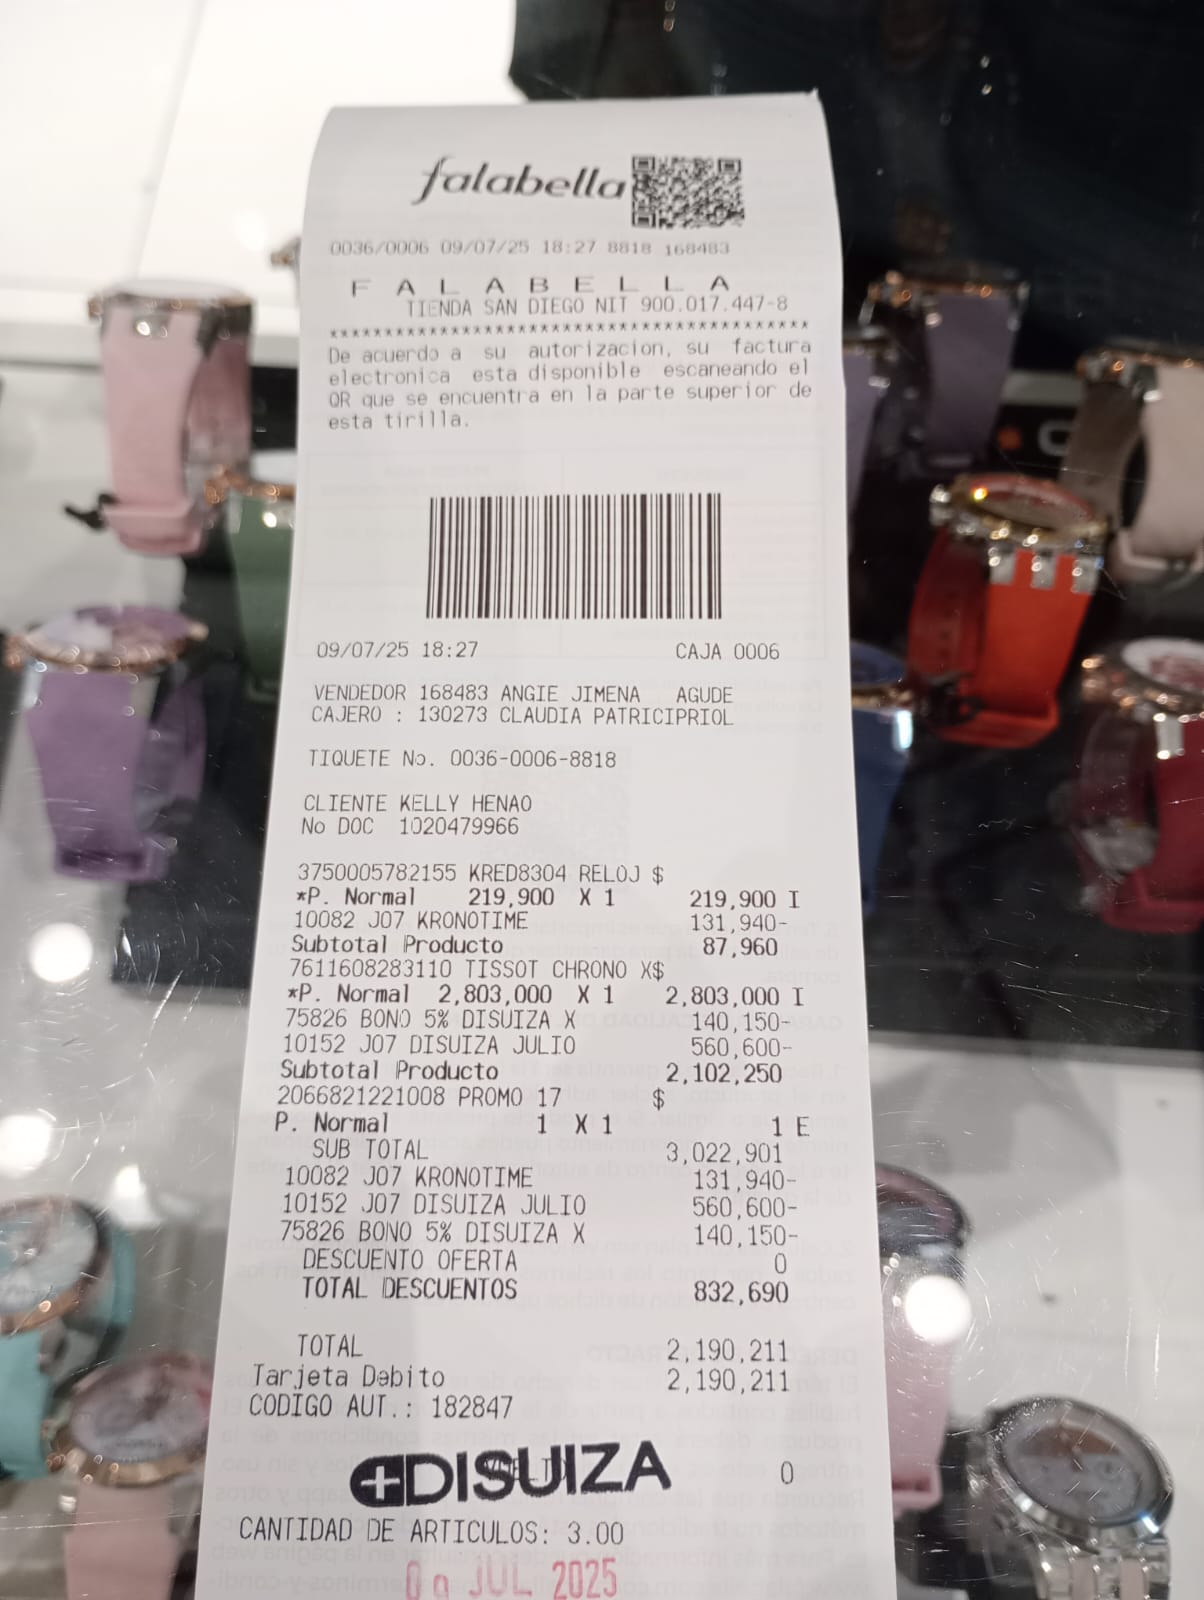 falabella
0036/0006 09/07/25 18:27 8818 168483
F A L A B E L L A
TIENDA SAN DIEGO NIT 900.017.447-8
********************************************
De acuerdo a su autorizacion, su factura
electronica esta disponible escaneando el
QR que se encuentra en la parte superior de
esta tirilla.
09/07/25 18:27 CAJA 0006
VENDEDOR 168483 ANGIE JIMENA AGUDE
CAJERO : 130273 CLAUDIA PATRICIPRIOL
TIQUETE No. 0036-0006-8818
CLIENTE KELLY HENAO
No DOC 1020479966
3750005782155 KRED8304 RELOJ $
*P. Normal 219,900 X 1 219,900 I
10082 J07 KRONOTIME 131,940-
Subtotal Producto 87,960
7611608283110 TISSOT CHRONO X$
*P. Normal 2,803,000 X 1 2,803,000 I
75826 BONO 5% DISUIZA X 140,150-
10152 J07 DISUIZA JULIO 560,600-
Subtotal Producto 2,102,250
2066821221008 PROMO 17 $
P. Normal 1 X 1 1 E
SUB TOTAL 3,022,901
10082 J07 KRONOTIME 131,940-
10152 J07 DISUIZA JULIO 560,600-
75826 BONO 5% DISUIZA X 140,150-
DESCUENTO OFERTA 0
TOTAL DESCUENTOS 832,690
TOTAL 2,190,211
Tarjeta Debito 2,190,211
CODIGO AUT.: 182847
DISUIZA 0
CANTIDAD DE ARTICULOS: 3.00
JUL 2025